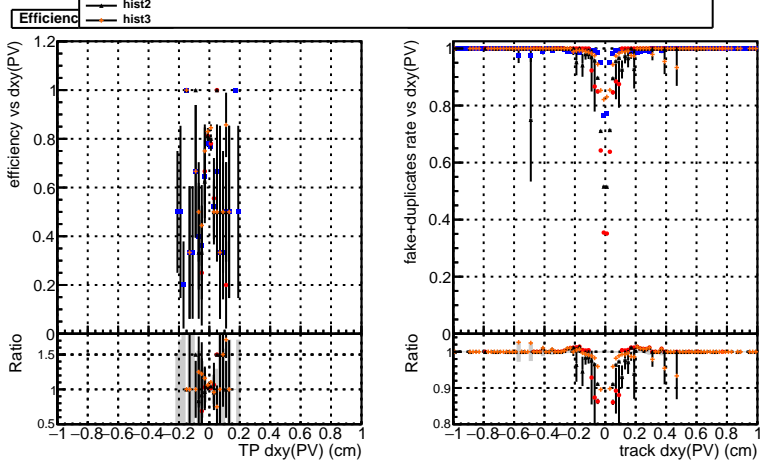 hist2
Efficienc
hist3
efficiency vs dxy(PV)
1.2
1
0.8
0.6
0.4
0.2
0
Ratio
1.5
1
0.5
−1 −0.8 −0.6 −0.4 −0.2 0 0.2 0.4 0.6 0.8 1
TP dxy(PV) (cm)
fake+duplicates rate vs dxy(PV)
1
0.8
0.6
0.4
0.2
0
Ratio
1
0.9
0.8
−1 −0.8 −0.6 −0.4 −0.2 0 0.2 0.4 0.6 0.8 1
track dxy(PV) (cm)